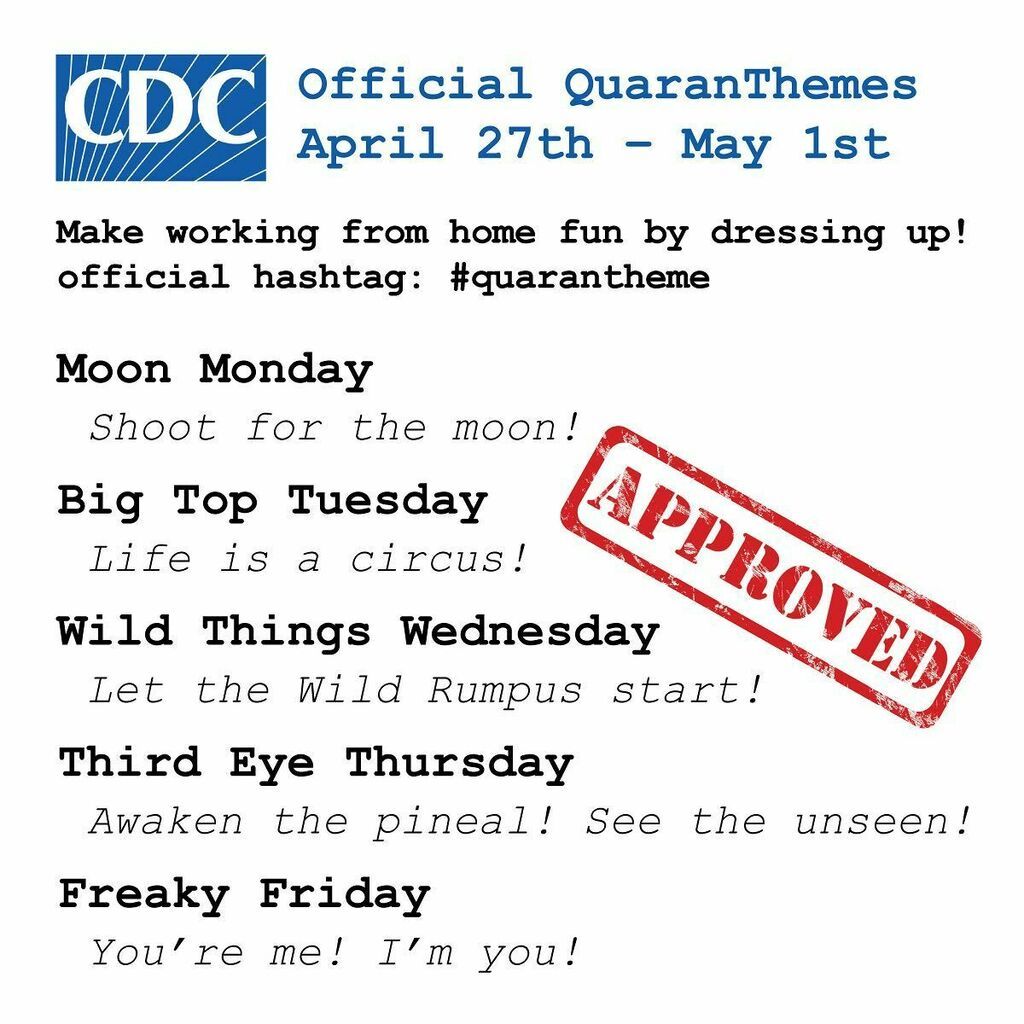 CDC
Official QuaranThemes
April 27th – May 1st
Make working from home fun by dressing up!
official hashtag: #quarantheme
Moon Monday
Shoot for the moon!
Big Top Tuesday
Life is a circus!
APPROVED
Wild Things Wednesday
Let the Wild Rumpus start!
Third Eye Thursday
Awaken the pineal! See the unseen!
Freaky Friday
You’re me! I’m you!